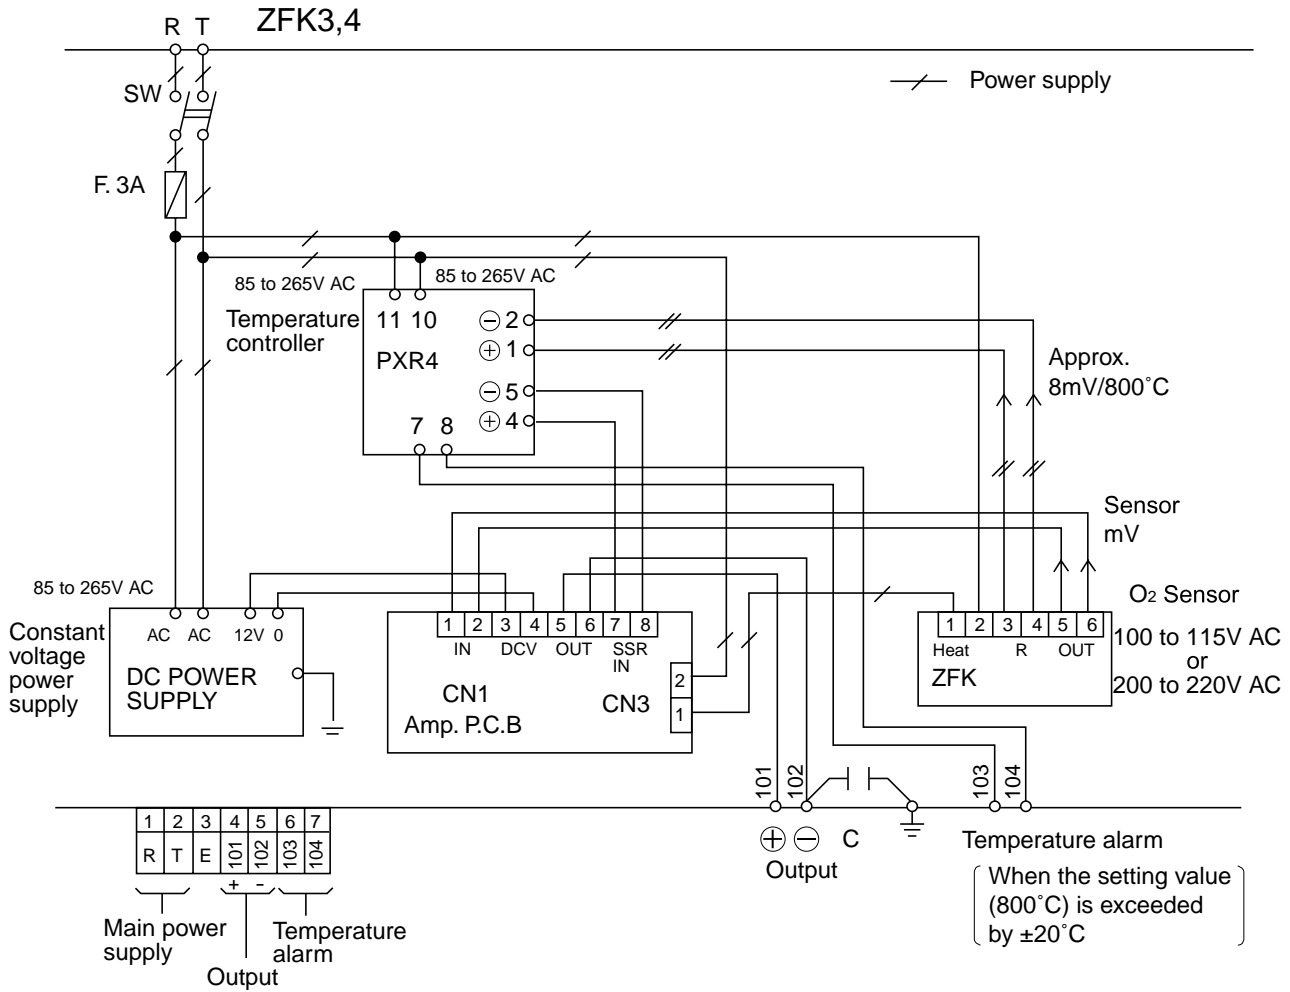 R T
ZFK3,4
Power supply
SW
F. 3A
85 to 265V AC
85 to 265V AC
Temperature
controller
11 10
PXR4
⊖ 2
⊕ 1
⊖ 5
⊕ 4
7 8
Approx.
8mV/800˚C
Sensor
mV
85 to 265V AC
Constant
voltage
power
supply
AC AC 12V 0
DC POWER
SUPPLY
1 2 3 4 5 6 7 8
IN DCV OUT SSR
IN
CN1
Amp. P.C.B
CN3
2
1
O2 Sensor
1 2 3 4 5 6
Heat R OUT
ZFK
100 to 115V AC
or
200 to 220V AC
101
102
103
104
⊕ ⊖ C
Output
Temperature alarm
When the setting value
(800˚C) is exceeded
by ±20˚C
1 2 3 4 5 6 7
R T E 101 102 103 104
+ −
Main power
supply
Output
Temperature
alarm